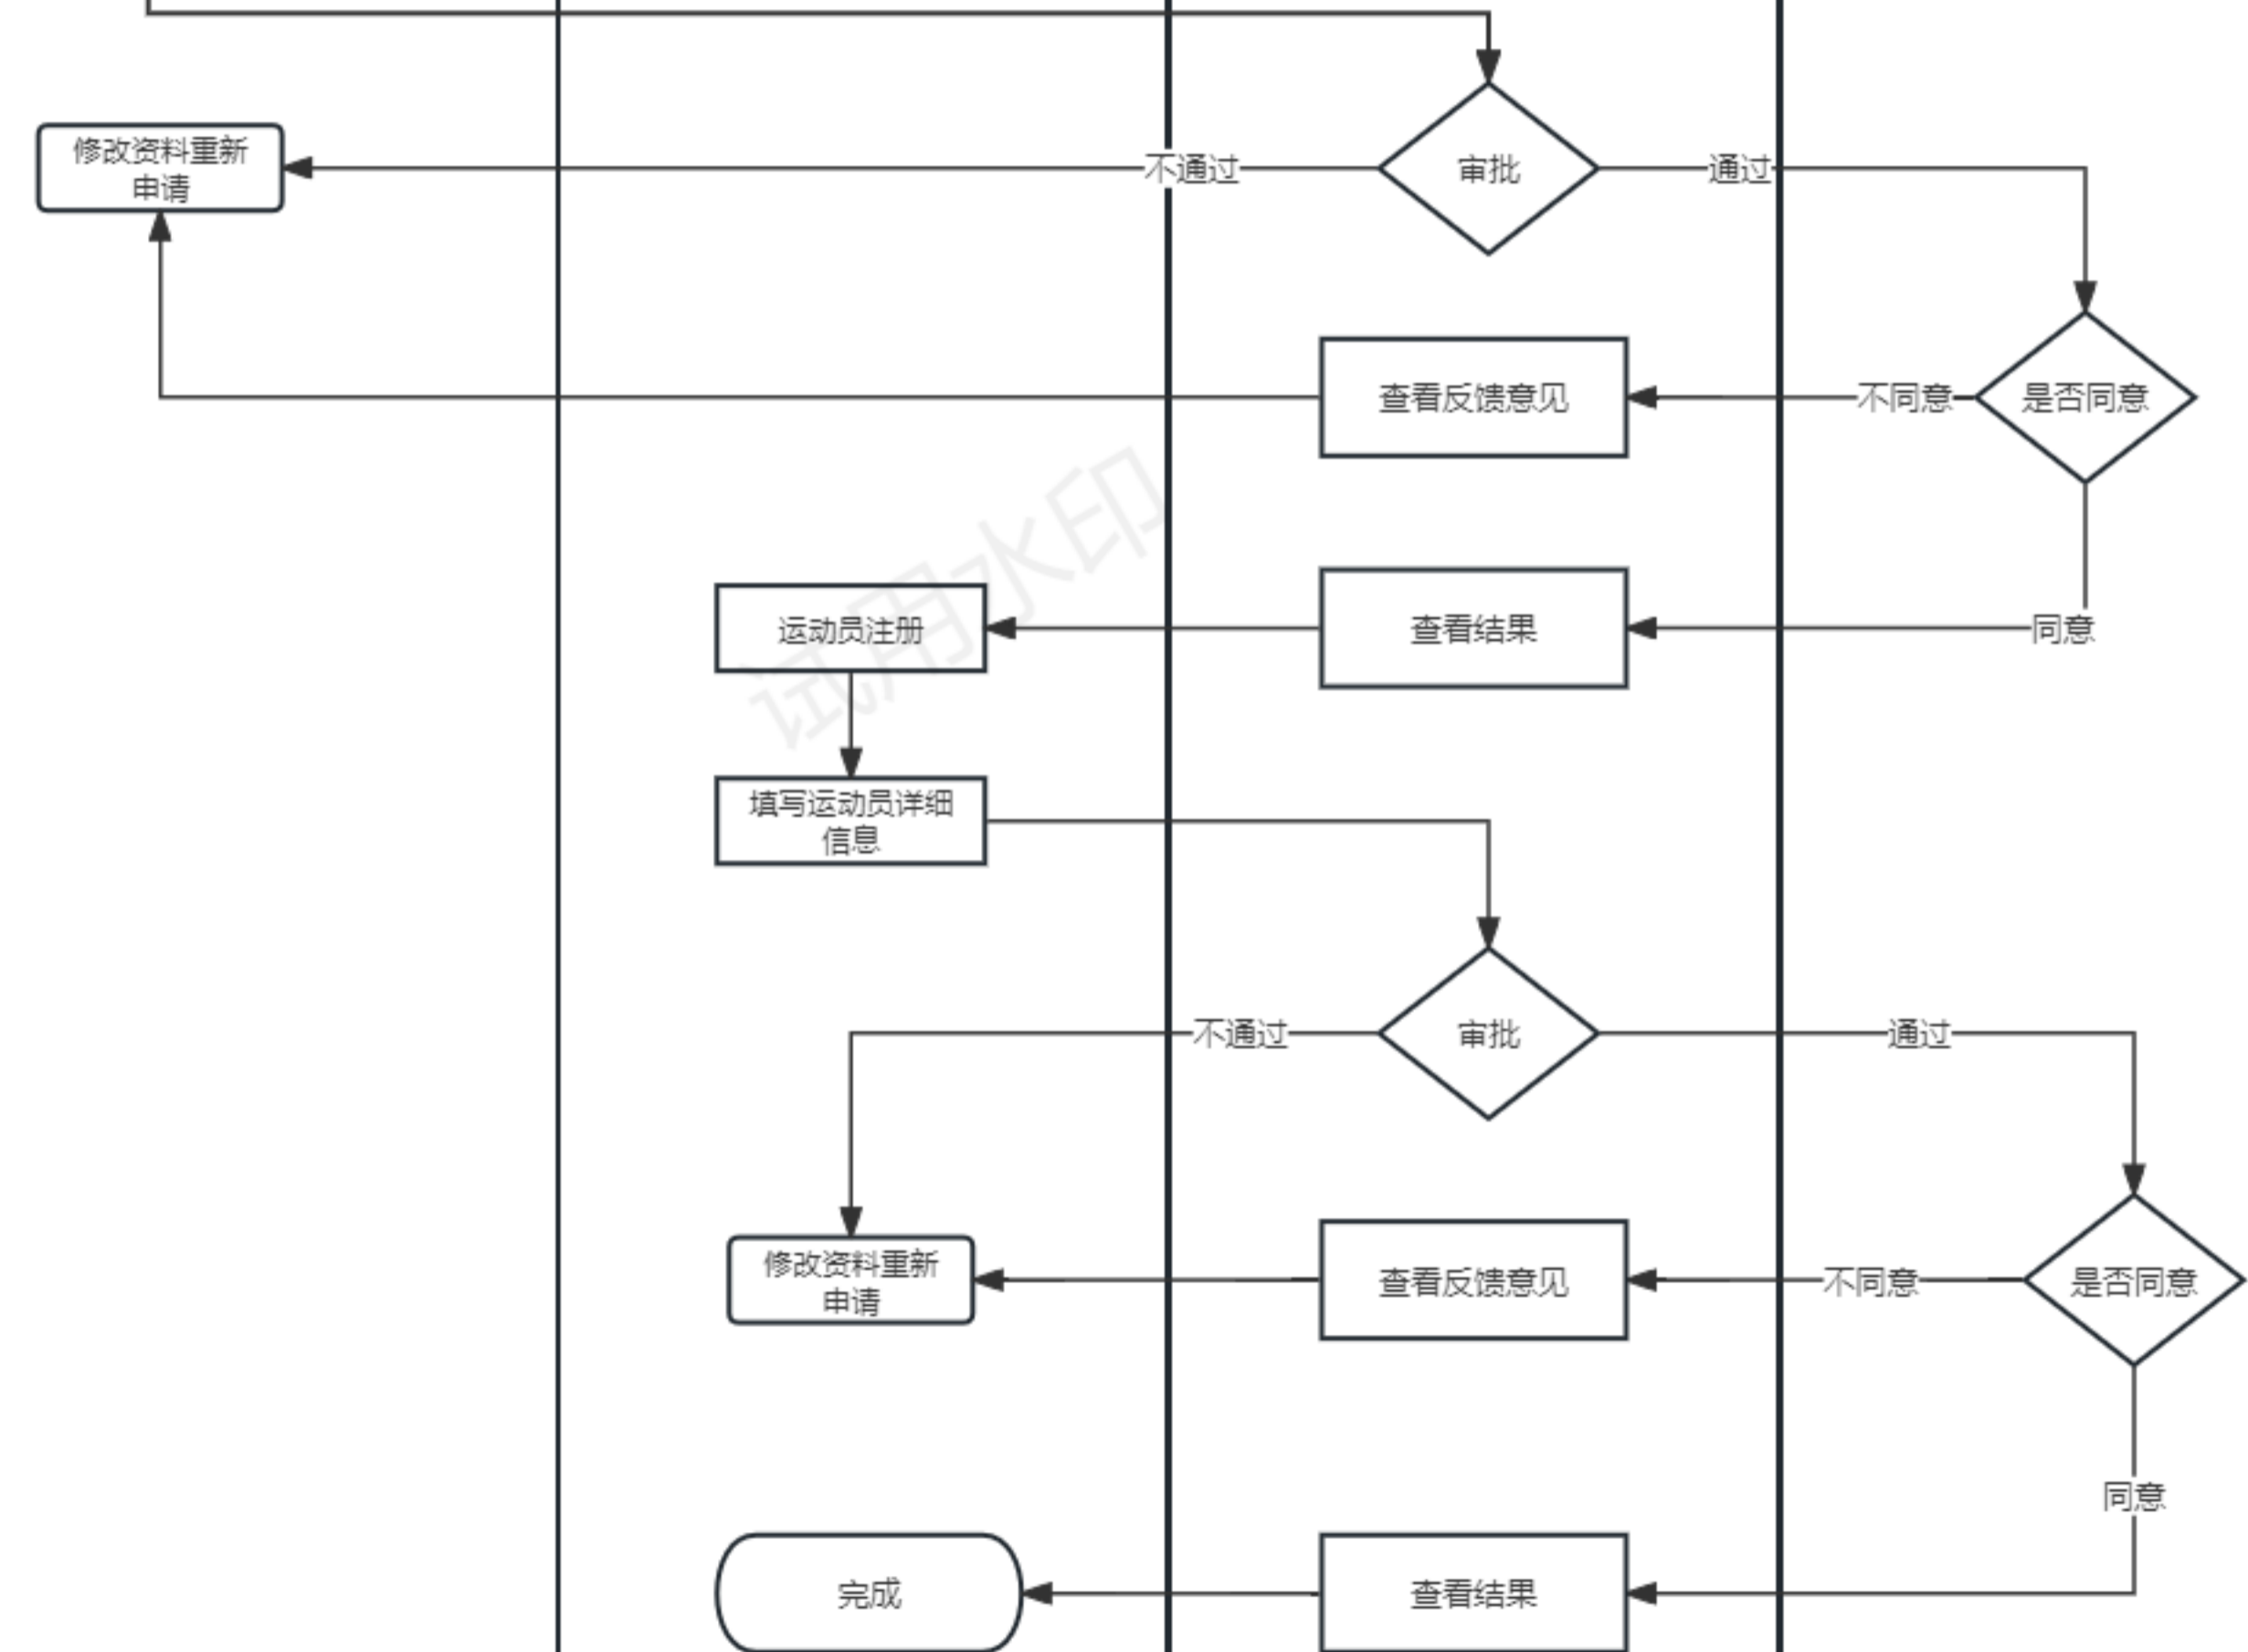 修改资料重新
申请
不通过
审批
通过
查看反馈意见
不同意
是否同意
运动员注册
查看结果
同意
试用水印
填写运动员详细
信息
不通过
审批
通过
修改资料重新
申请
查看反馈意见
不同意
是否同意
同意
完成
查看结果